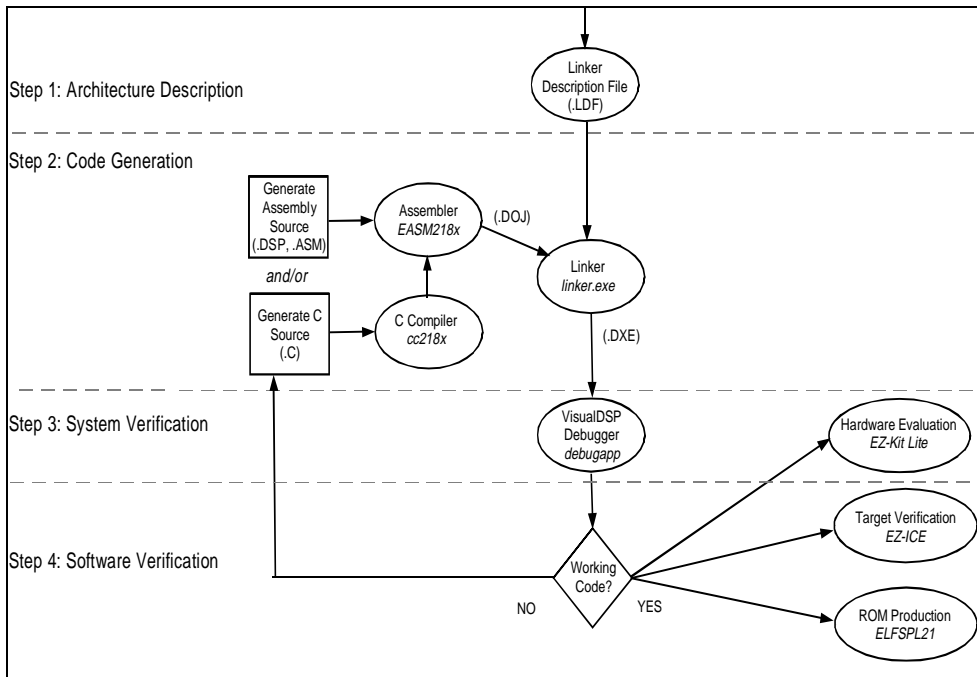 Step 1: Architecture Description
Linker
Description File
(.LDF)
Step 2: Code Generation
Generate
Assembly
Source
(.DSP, .ASM)
Assembler
EASM218x
(.DOJ)
Linker
linker.exe
and/or
Generate C
Source
(.C)
C Compiler
cc218x
(.DXE)
Step 3: System Verification
VisualDSP
Debugger
debugapp
Hardware Evaluation
EZ-Kit Lite
Step 4: Software Verification
Target Verification
EZ-ICE
Working
Code?
NO
YES
ROM Production
ELFSPL21